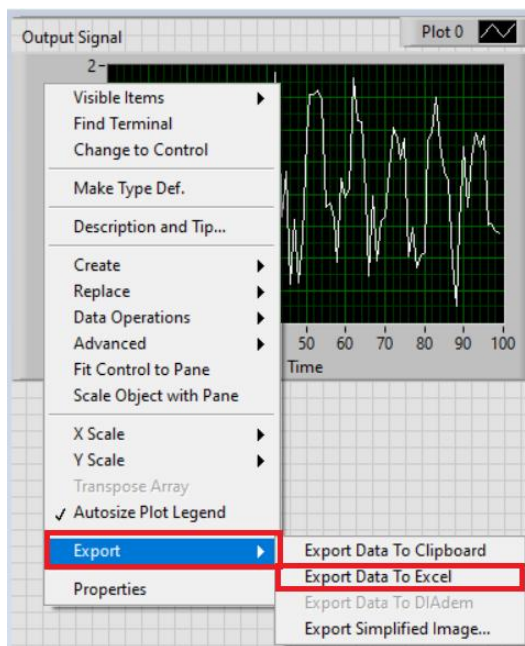 Output Signal
Plot 0
2
Visible Items
Find Terminal
Change to Control
Make Type Def.
Description and Tip...
Create
Replace
Data Operations
Advanced
Fit Control to Pane
Scale Object with Pane
50 60 70 80 90 100
Time
X Scale
Y Scale
Transpose Array
✓ Autosize Plot Legend
Export
Properties
Export Data To Clipboard
Export Data To Excel
Export Data To DIAdem
Export Simplified Image...